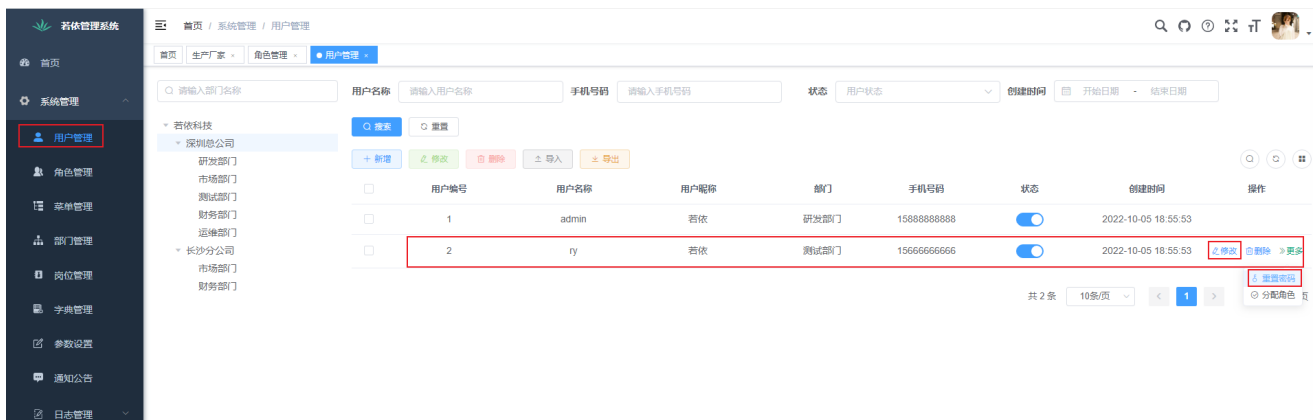 若依管理系统
首页 / 系统管理 / 用户管理
首页 生产厂家 × 角色管理 × 用户管理 ×
首页
系统管理
用户管理
角色管理
菜单管理
部门管理
岗位管理
字典管理
参数设置
通知公告
日志管理
请输入部门名称
若依科技
深圳总公司
研发部门
市场部门
测试部门
财务部门
运维部门
长沙分公司
市场部门
财务部门
用户名称 请输入用户名称 手机号码 请输入手机号码 状态 用户状态 创建时间 开始日期 - 结束日期
搜索 重置
+ 新增 修改 删除 导入 导出
用户编号 用户名称 用户昵称 部门 手机号码 状态 创建时间 操作
1 admin 若依 研发部门 15888888888 2022-10-05 18:55:53
2 ry 若依 测试部门 15666666666 2022-10-05 18:55:53 修改 删除 更多
重置密码
分配角色
共 2 条 10条/页 < 1 > 页